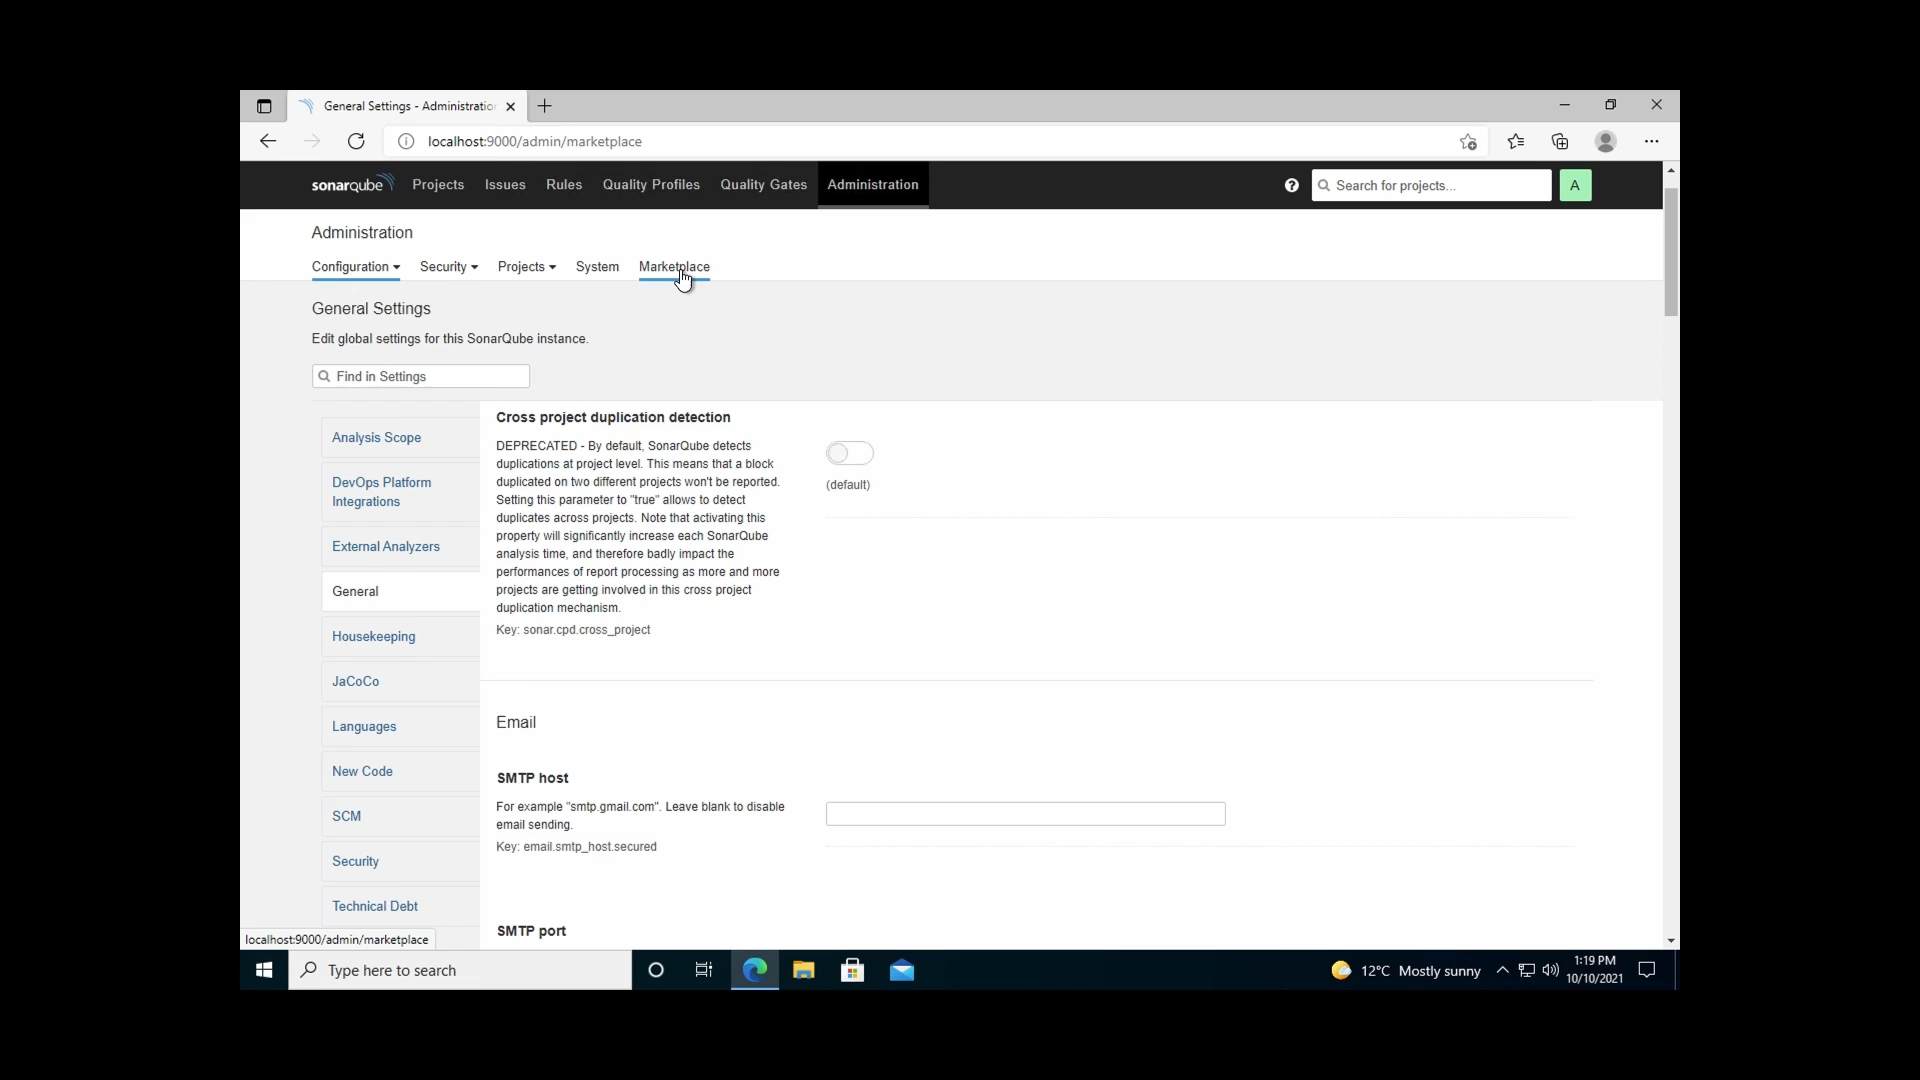 General Settings - Administratio
localhost:9000/admin/marketplace
sonarqube Projects Issues Rules Quality Profiles Quality Gates Administration Search for projects... A
Administration
Configuration Security Projects System Marketplace
General Settings
Edit global settings for this SonarQube instance.
Find in Settings
Analysis Scope
DevOps Platform
Integrations
External Analyzers
General
Housekeeping
JaCoCo
Languages
New Code
SCM
Security
Technical Debt
Cross project duplication detection
DEPRECATED - By default, SonarQube detects
duplications at project level. This means that a block
duplicated on two different projects won't be reported.
Setting this parameter to "true" allows to detect
duplicates across projects. Note that activating this
property will significantly increase each SonarQube
analysis time, and therefore badly impact the
performances of report processing as more and more
projects are getting involved in this cross project
duplication mechanism.
Key: sonar.cpd.cross_project
(default)
Email
SMTP host
For example "smtp.gmail.com". Leave blank to disable
email sending.
Key: email.smtp_host.secured
SMTP port
localhost:9000/admin/marketplace
Type here to search
12°C Mostly sunny
1:19 PM
10/10/2021